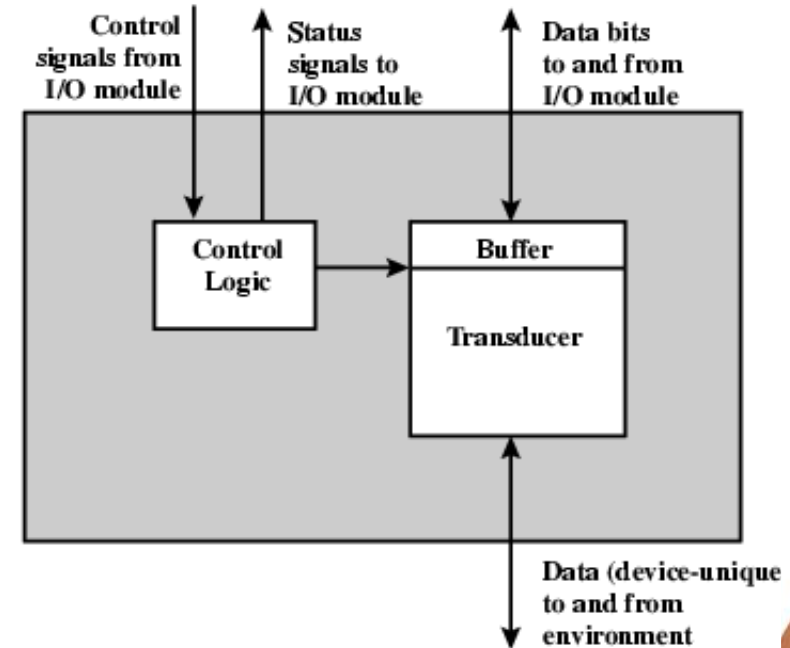 Control
signals from
I/O module
Status
signals to
I/O module
Data bits
to and from
I/O module
Control
Logic
Buffer
Transducer
Data (device-unique
to and from
environment